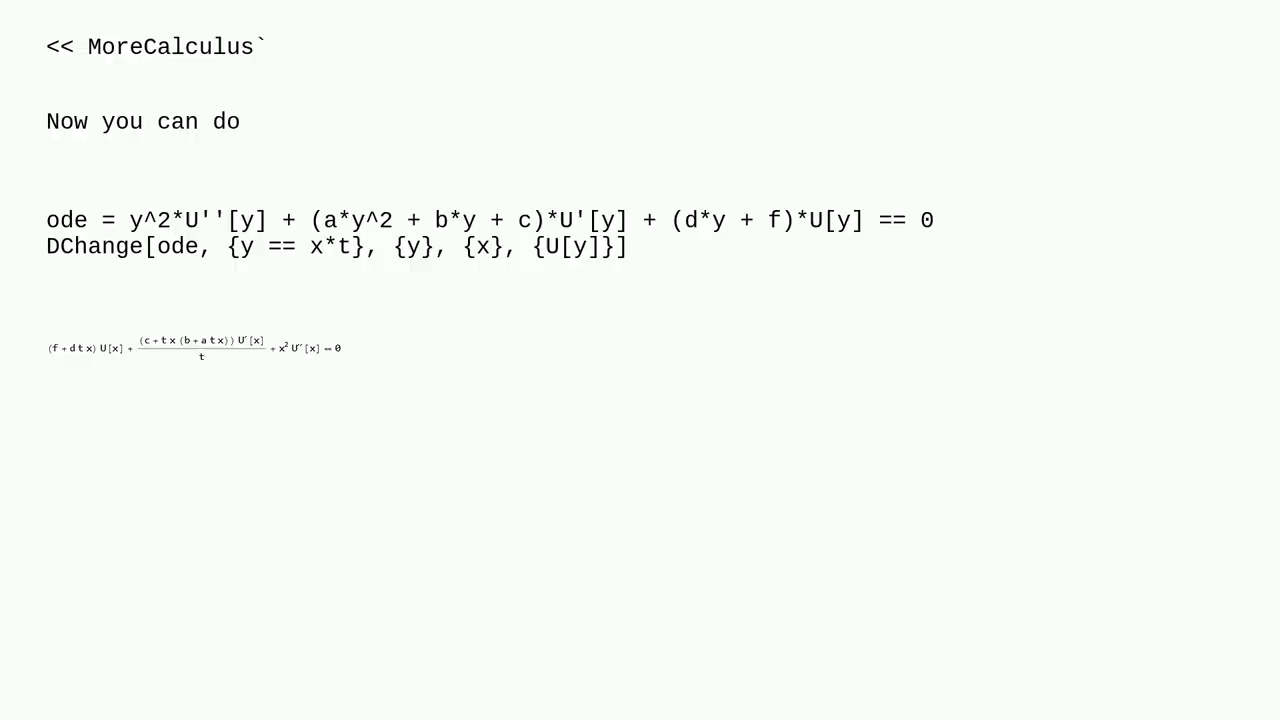 << MoreCalculus`
Now you can do
ode = y^2*U''[y] + (a*y^2 + b*y + c)*U'[y] + (d*y + f)*U[y] == 0
DChange[ode, {y == x*t}, {y}, {x}, {U[y]}]
(f + d t x) U[x] + (c + t x (b + a t x)) U′[x] / t + x² U″[x] == 0